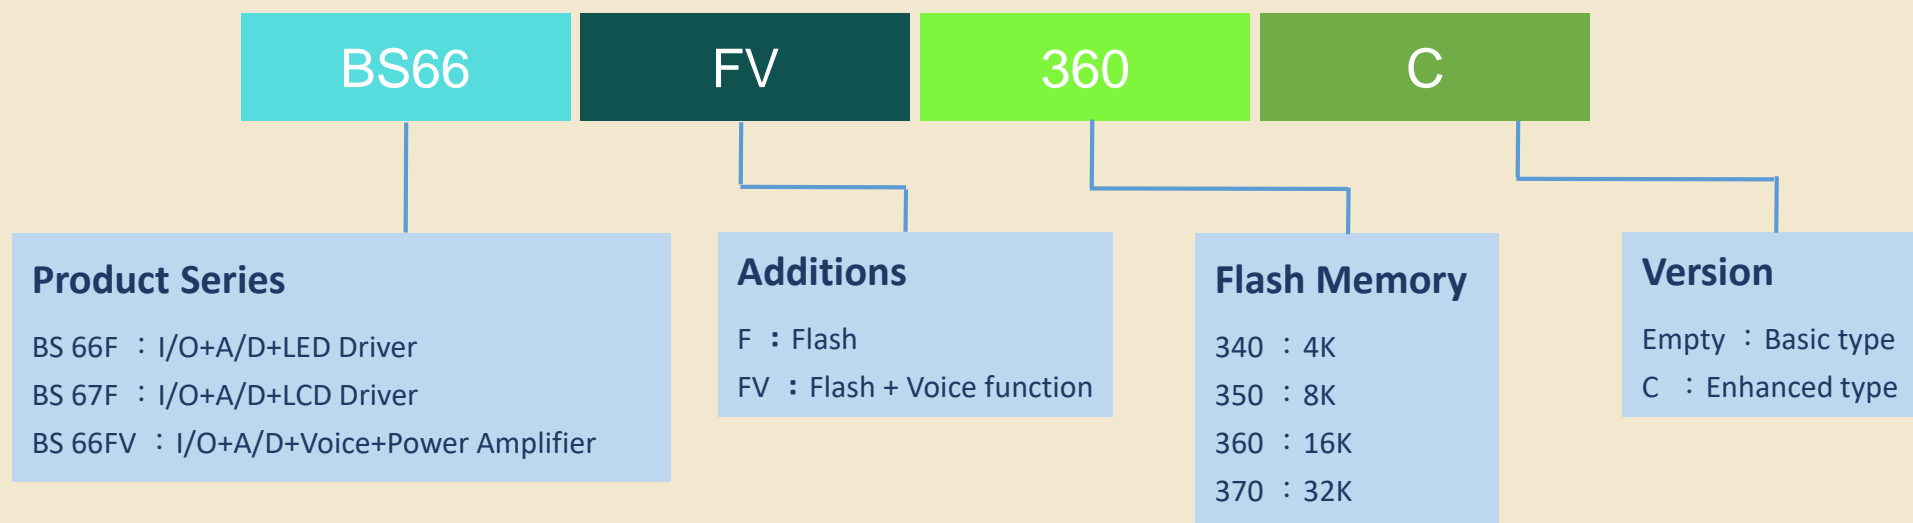 BS66
FV
360
C
Product Series
BS 66F ：I/O+A/D+LED Driver
BS 67F ：I/O+A/D+LCD Driver
BS 66FV ：I/O+A/D+Voice+Power Amplifier
Additions
F ：Flash
FV ：Flash + Voice function
Flash Memory
340 ：4K
350 ：8K
360 ：16K
370 ：32K
Version
Empty ：Basic type
C ：Enhanced type